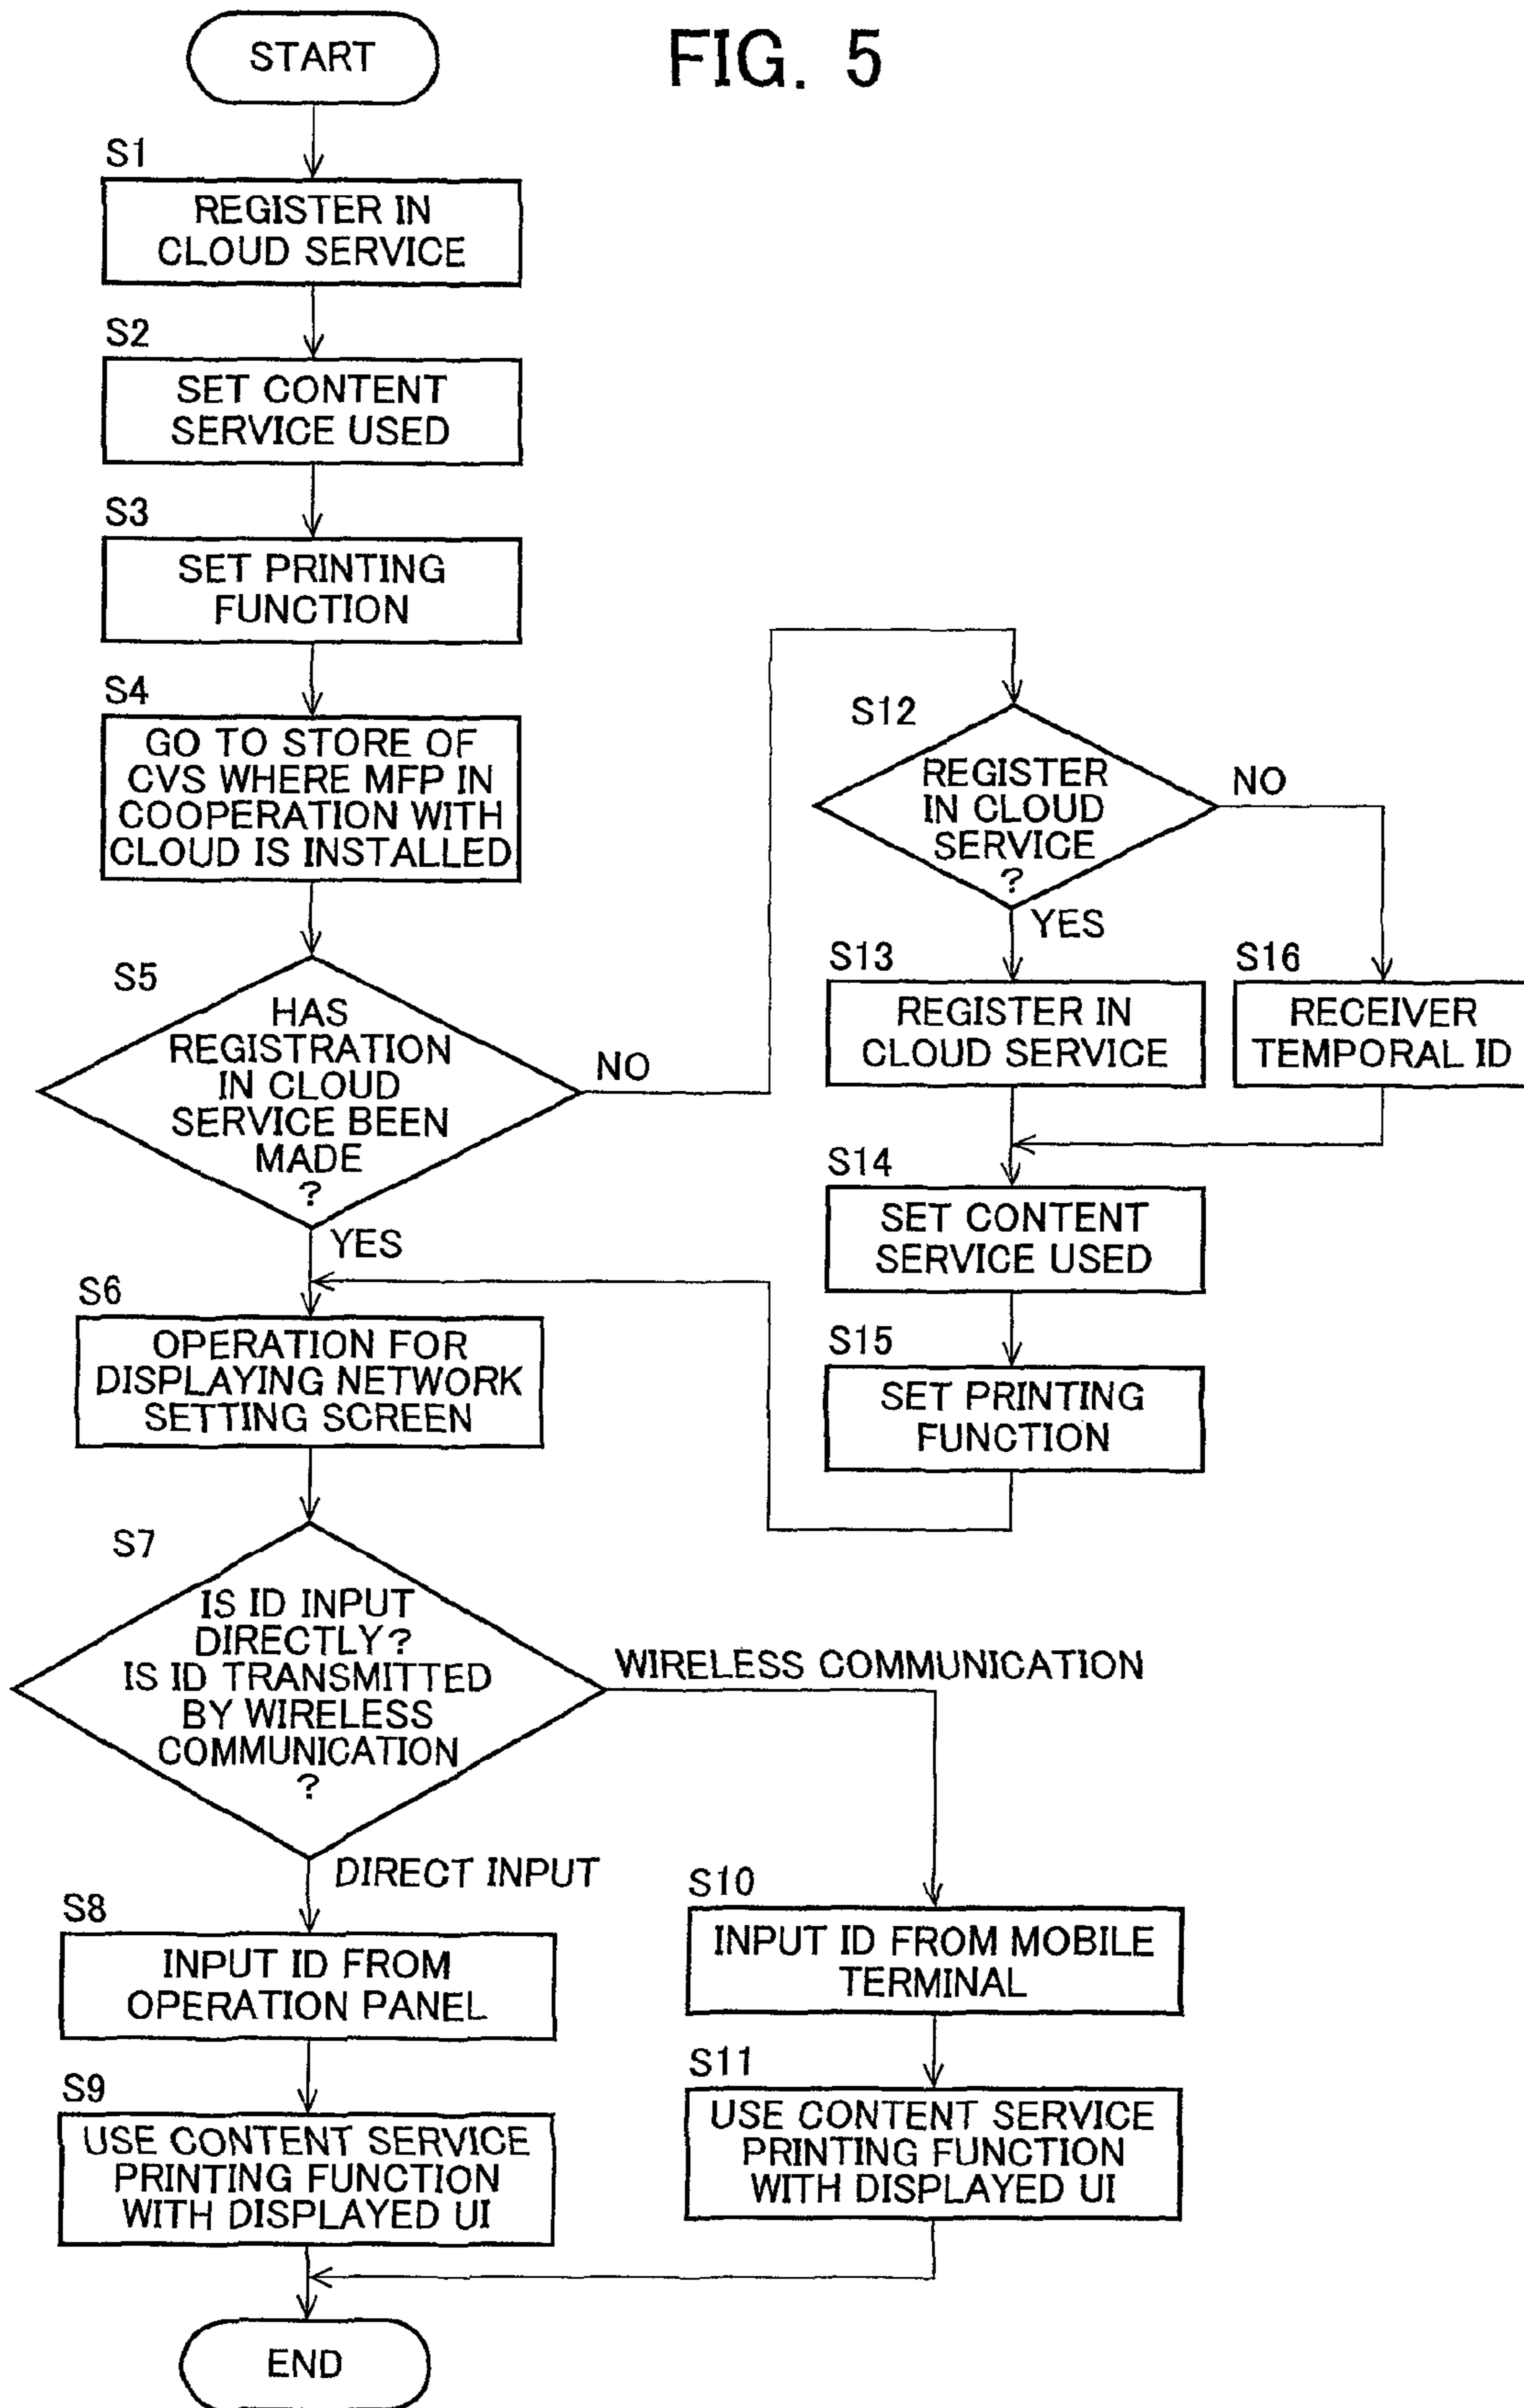 FIG. 5
START
S1
REGISTER IN
CLOUD SERVICE
S2
SET CONTENT
SERVICE USED
S3
SET PRINTING
FUNCTION
S4
GO TO STORE OF
CVS WHERE MFP IN
COOPERATION WITH
CLOUD IS INSTALLED
S5
HAS
REGISTRATION
IN CLOUD
SERVICE BEEN
MADE
?
NO
YES
S12
REGISTER
IN CLOUD
SERVICE
?
NO
YES
S13
REGISTER IN
CLOUD SERVICE
S16
RECEIVER
TEMPORAL ID
S14
SET CONTENT
SERVICE USED
S15
SET PRINTING
FUNCTION
S6
OPERATION FOR
DISPLAYING NETWORK
SETTING SCREEN
S7
IS ID INPUT
DIRECTLY?
IS ID TRANSMITTED
BY WIRELESS
COMMUNICATION
?
WIRELESS COMMUNICATION
DIRECT INPUT
S8
INPUT ID FROM
OPERATION PANEL
S9
USE CONTENT SERVICE
PRINTING FUNCTION
WITH DISPLAYED UI
S10
INPUT ID FROM MOBILE
TERMINAL
S11
USE CONTENT SERVICE
PRINTING FUNCTION
WITH DISPLAYED UI
END